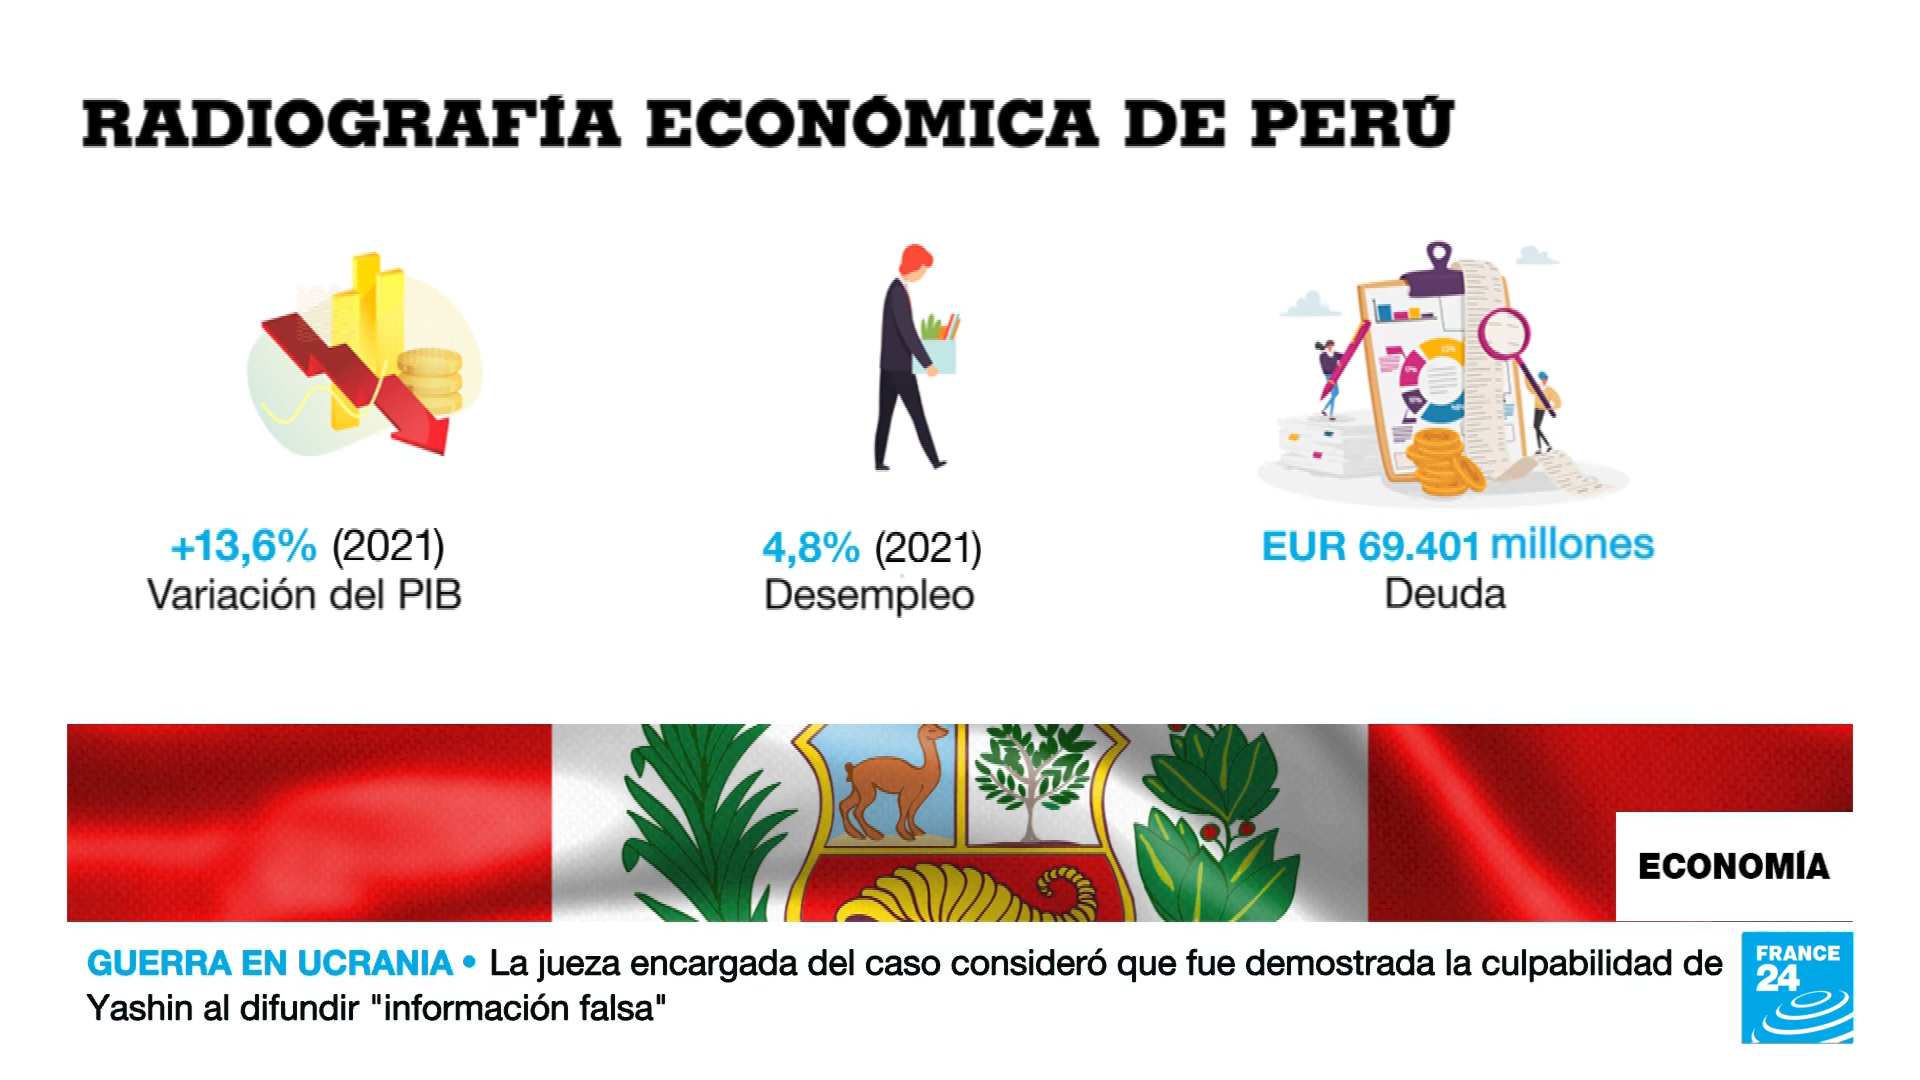 RADIOGRAFÍA ECONÓMICA DE PERÚ
+13,6% (2021)
Variación del PIB
4,8% (2021)
Desempleo
EUR 69.401 millones
Deuda
ECONOMÍA
GUERRA EN UCRANIA • La jueza encargada del caso consideró que fue demostrada la culpabilidad de
Yashin al difundir "información falsa"
FRANCE
24